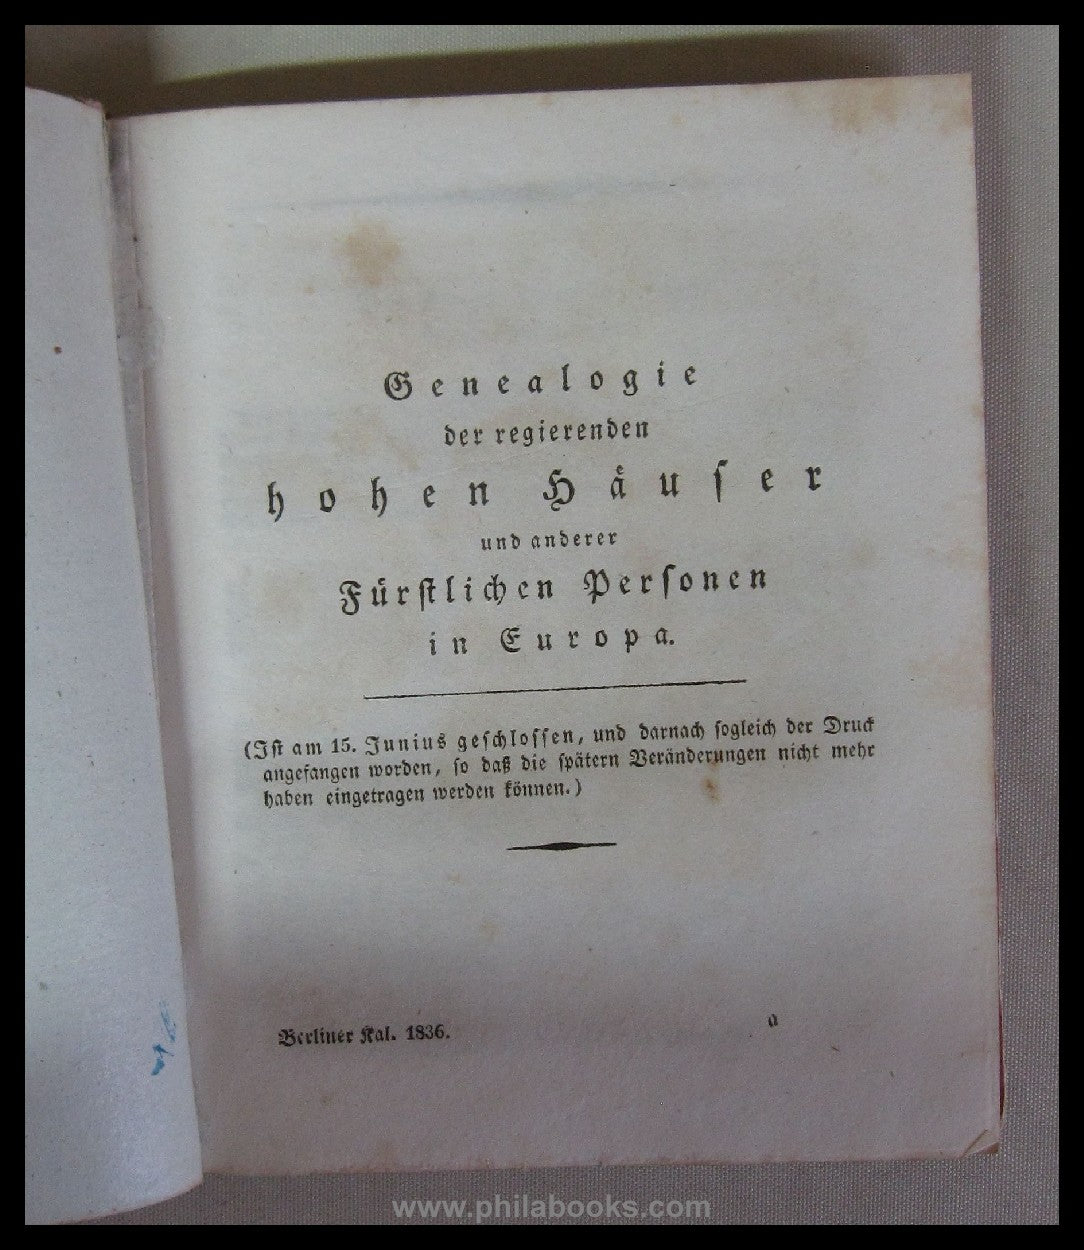 Genealogie
der regierenden
hohen Häuser
und anderer
Fürstlichen Personen
in Europa.
(Ist am 15. Junius geschlossen, und darnach sogleich der Druck
angefangen worden, so daß die spätern Veränderungen nicht mehr
haben eingetragen werden können.)
Berliner Kal. 1836.
a
www.philabooks.com